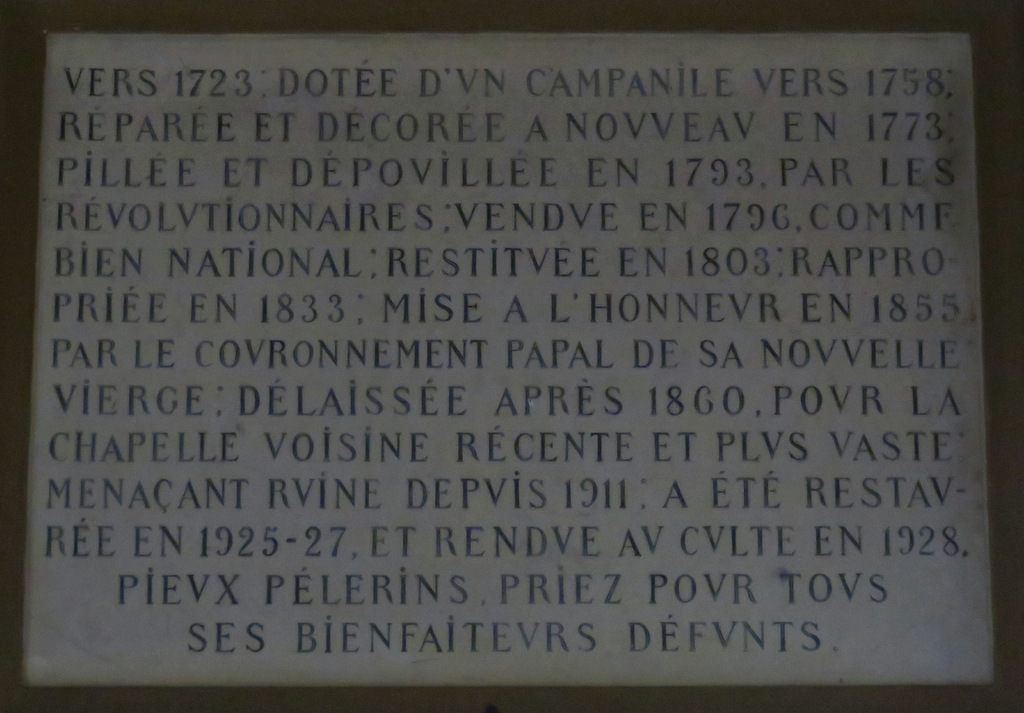 VERS 1723; DOTÉE D'VN CAMPANILE VERS 1758;
RÉPARÉE ET DÉCORÉE A NOVVEAV EN 1773;
PILLÉE ET DÉPOVILLÉE EN 1793, PAR LES
RÉVOLVTIONNAIRES; VENDVE EN 1796, COMME
BIEN NATIONAL; RESTITVÉE EN 1803; RAPPRO-
PRIÉE EN 1833; MISE A L'HONNEVR EN 1855,
PAR LE COVRONNEMENT PAPAL DE SA NOVVELLE
VIERGE; DÉLAISSÉE APRÈS 1860, POVR LA
CHAPELLE VOISINE RÉCENTE ET PLVS VASTE;
MENAÇANT RVINE DEPVIS 1911; A ÉTÉ RESTAV-
RÉE EN 1925-27, ET RENDVE AV CVLTE EN 1928.
PIEVX PÉLERINS, PRIEZ POVR TOVS
SES BIENFAITEVRS DÉFVNTS.